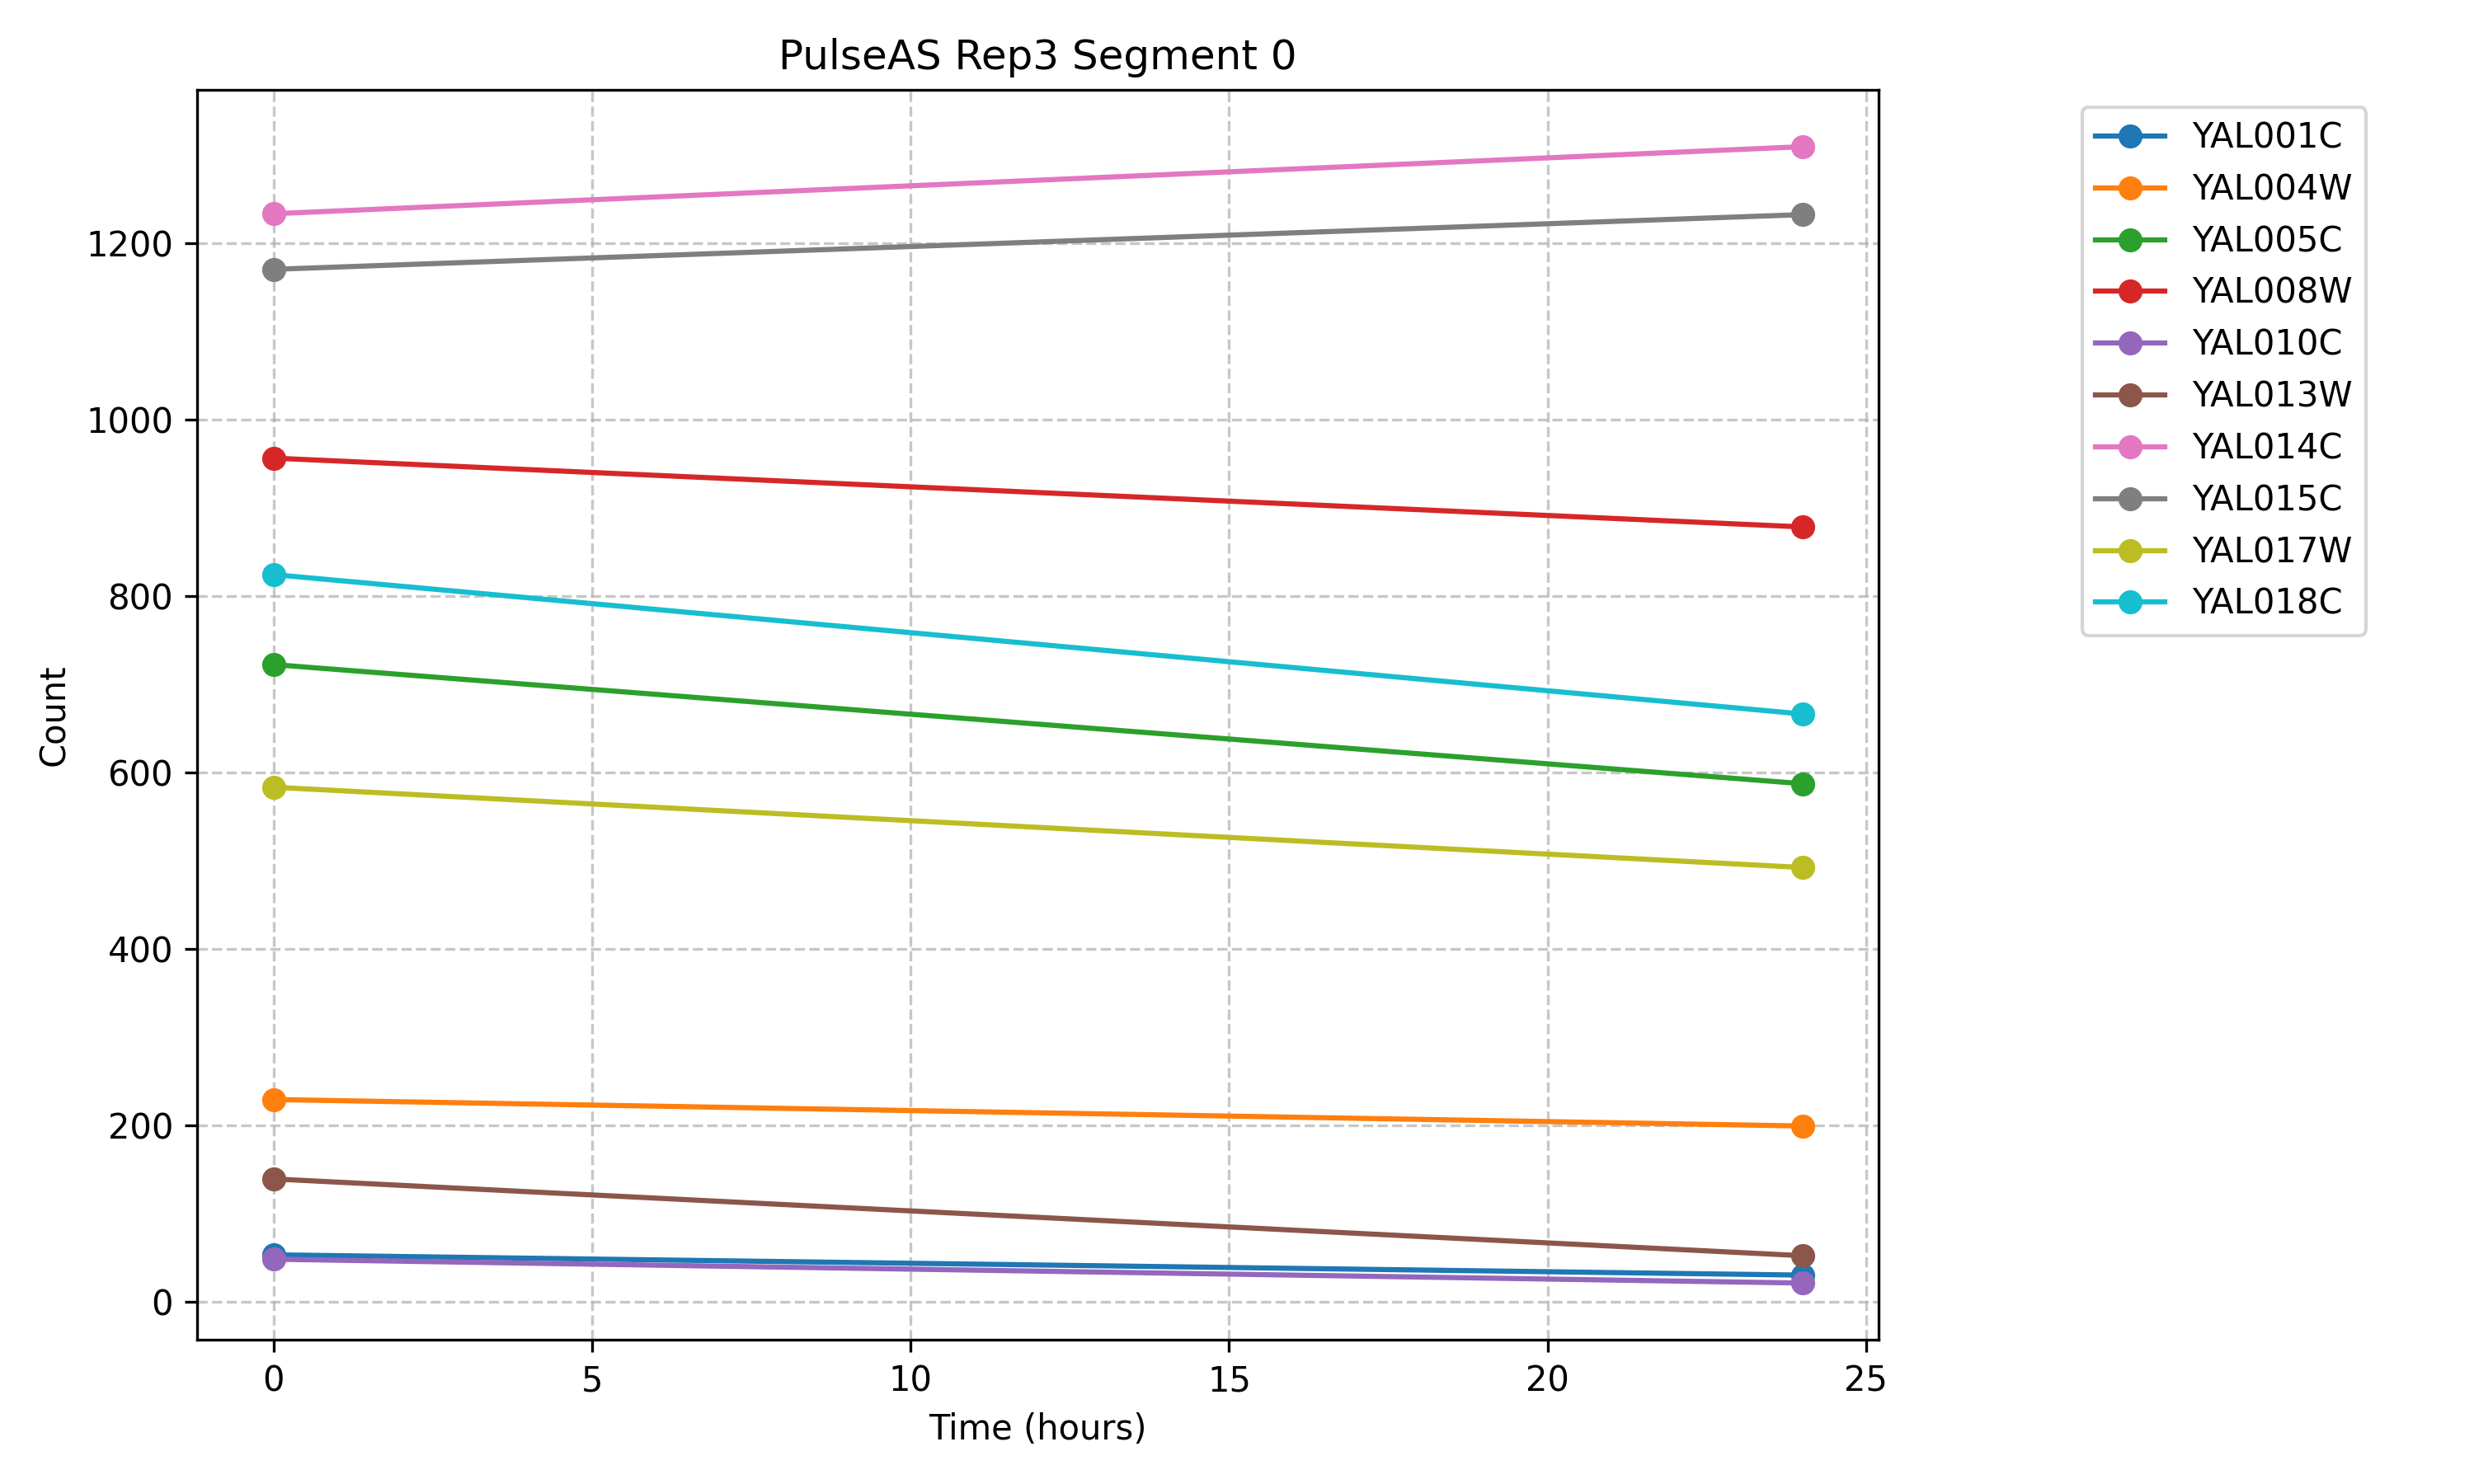 PulseAS Rep3 Segment 0
Count
1200
1000
800
600
400
200
0
0 5 10 15 20 25
Time (hours)
YAL001C
YAL004W
YAL005C
YAL008W
YAL010C
YAL013W
YAL014C
YAL015C
YAL017W
YAL018C